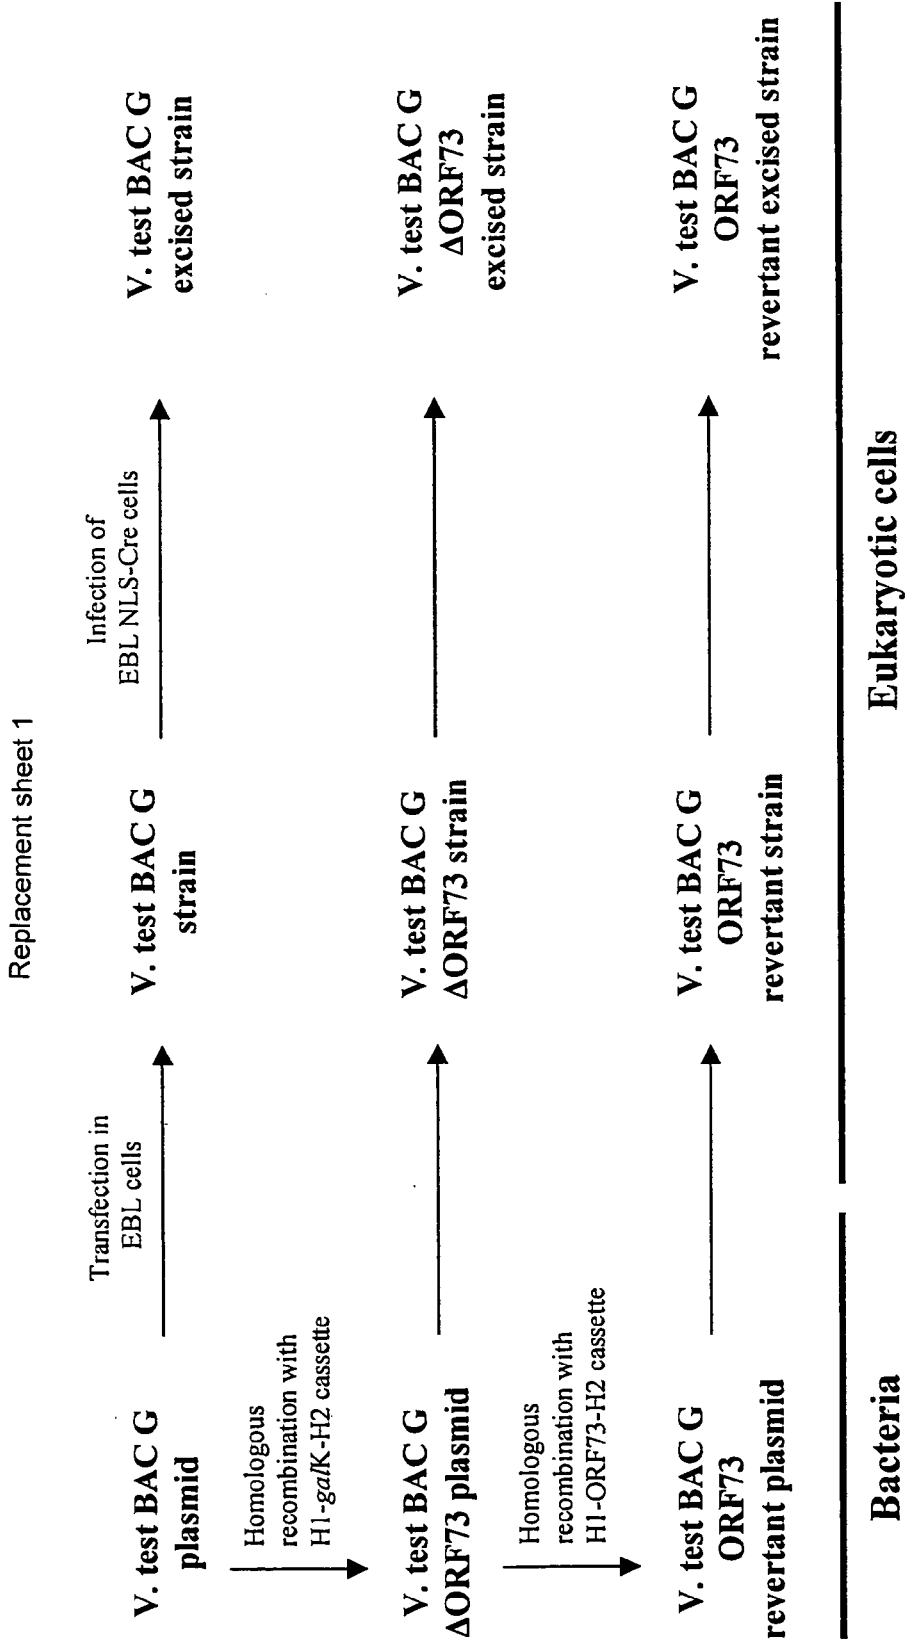 Replacement sheet 1
V. test BAC G
plasmid
Transfection in
EBL cells
V. test BAC G
strain
Infection of
EBL NLS-Cre cells
V. test BAC G
excised strain
Homologous
recombination with
H1-galK-H2 cassette
V. test BAC G
ΔORF73 plasmid
V. test BAC G
ΔORF73 strain
V. test BAC G
ΔORF73
excised strain
Homologous
recombination with
H1-ORF73-H2 cassette
V. test BAC G
ORF73
revertant plasmid
V. test BAC G
ORF73
revertant strain
V. test BAC G
ORF73
revertant excised strain
Bacteria
Eukaryotic cells